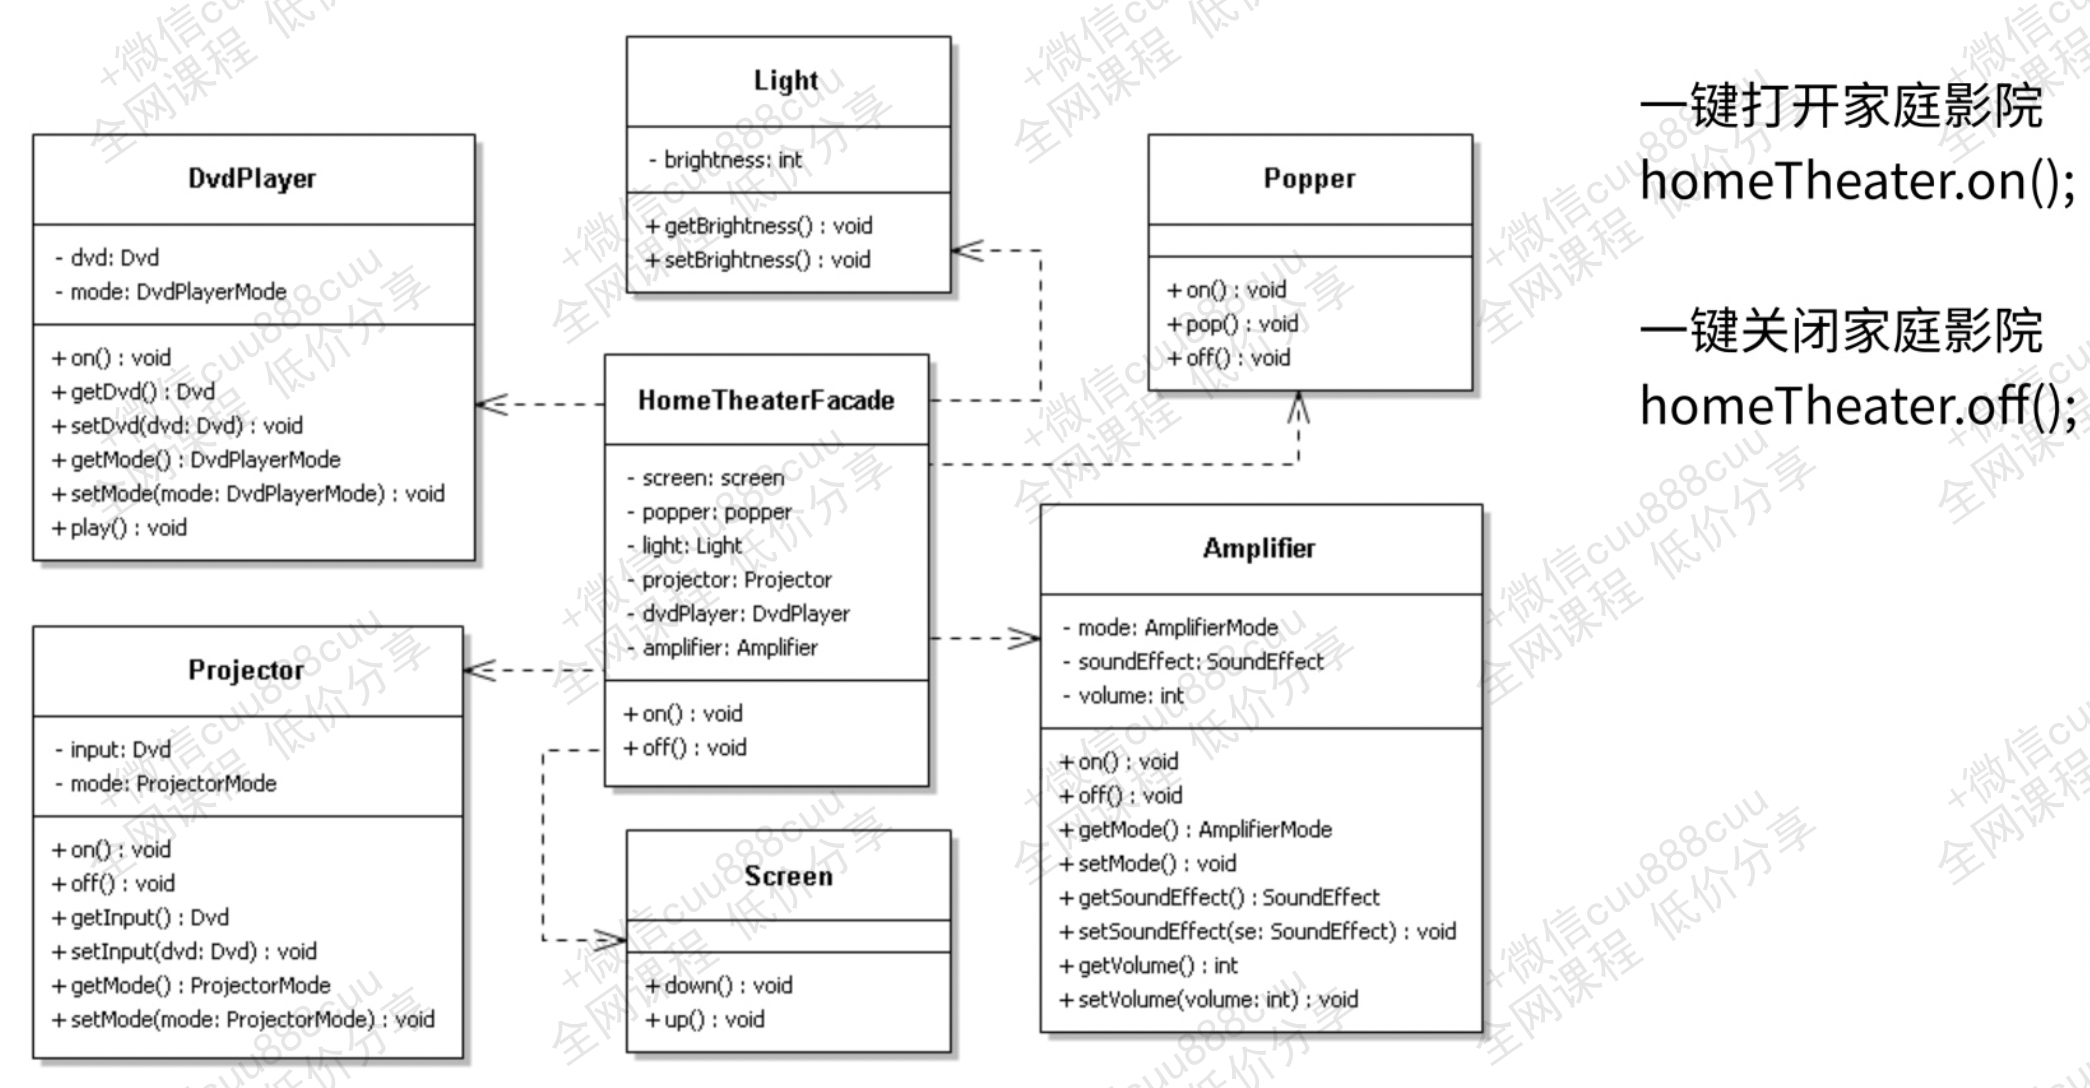 Light
- brightness: int
+ getBrightness() : void
+ setBrightness() : void
DvdPlayer
- dvd: Dvd
- mode: DvdPlayerMode
+ on() : void
+ getDvd() : Dvd
+ setDvd(dvd: Dvd) : void
+ getMode() : DvdPlayerMode
+ setMode(mode: DvdPlayerMode) : void
+ play() : void
Popper
+ on() : void
+ pop() : void
+ off() : void
一键打开家庭影院
homeTheater.on();
一键关闭家庭影院
homeTheater.off();
HomeTheaterFacade
- screen: screen
- popper: popper
- light: Light
- projector: Projector
- dvdPlayer: DvdPlayer
- amplifier: Amplifier
+ on() : void
+ off() : void
Amplifier
- mode: AmplifierMode
- soundEffect: SoundEffect
- volume: int
+ on() : void
+ off() : void
+ getMode() : AmplifierMode
+ setMode() : void
+ getSoundEffect() : SoundEffect
+ setSoundEffect(se: SoundEffect) : void
+ getVolume() : int
+ setVolume(volume: int) : void
Projector
- input: Dvd
- mode: ProjectorMode
+ on() : void
+ off() : void
+ getInput() : Dvd
+ setInput(dvd: Dvd) : void
+ getMode() : ProjectorMode
+ setMode(mode: ProjectorMode) : void
Screen
+ down() : void
+ up() : void
+微信cuu888cuu
全网课程 低价分享